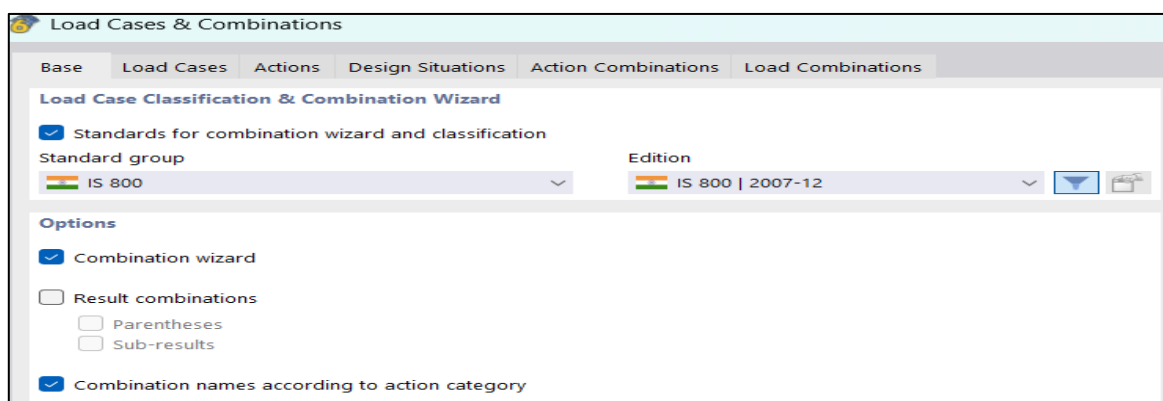 Load Cases & Combinations
Base Load Cases Actions Design Situations Action Combinations Load Combinations
Load Case Classification & Combination Wizard
Standards for combination wizard and classification
Standard group Edition
IS 800 IS 800 | 2007-12
Options
Combination wizard
Result combinations
Parentheses
Sub-results
Combination names according to action category